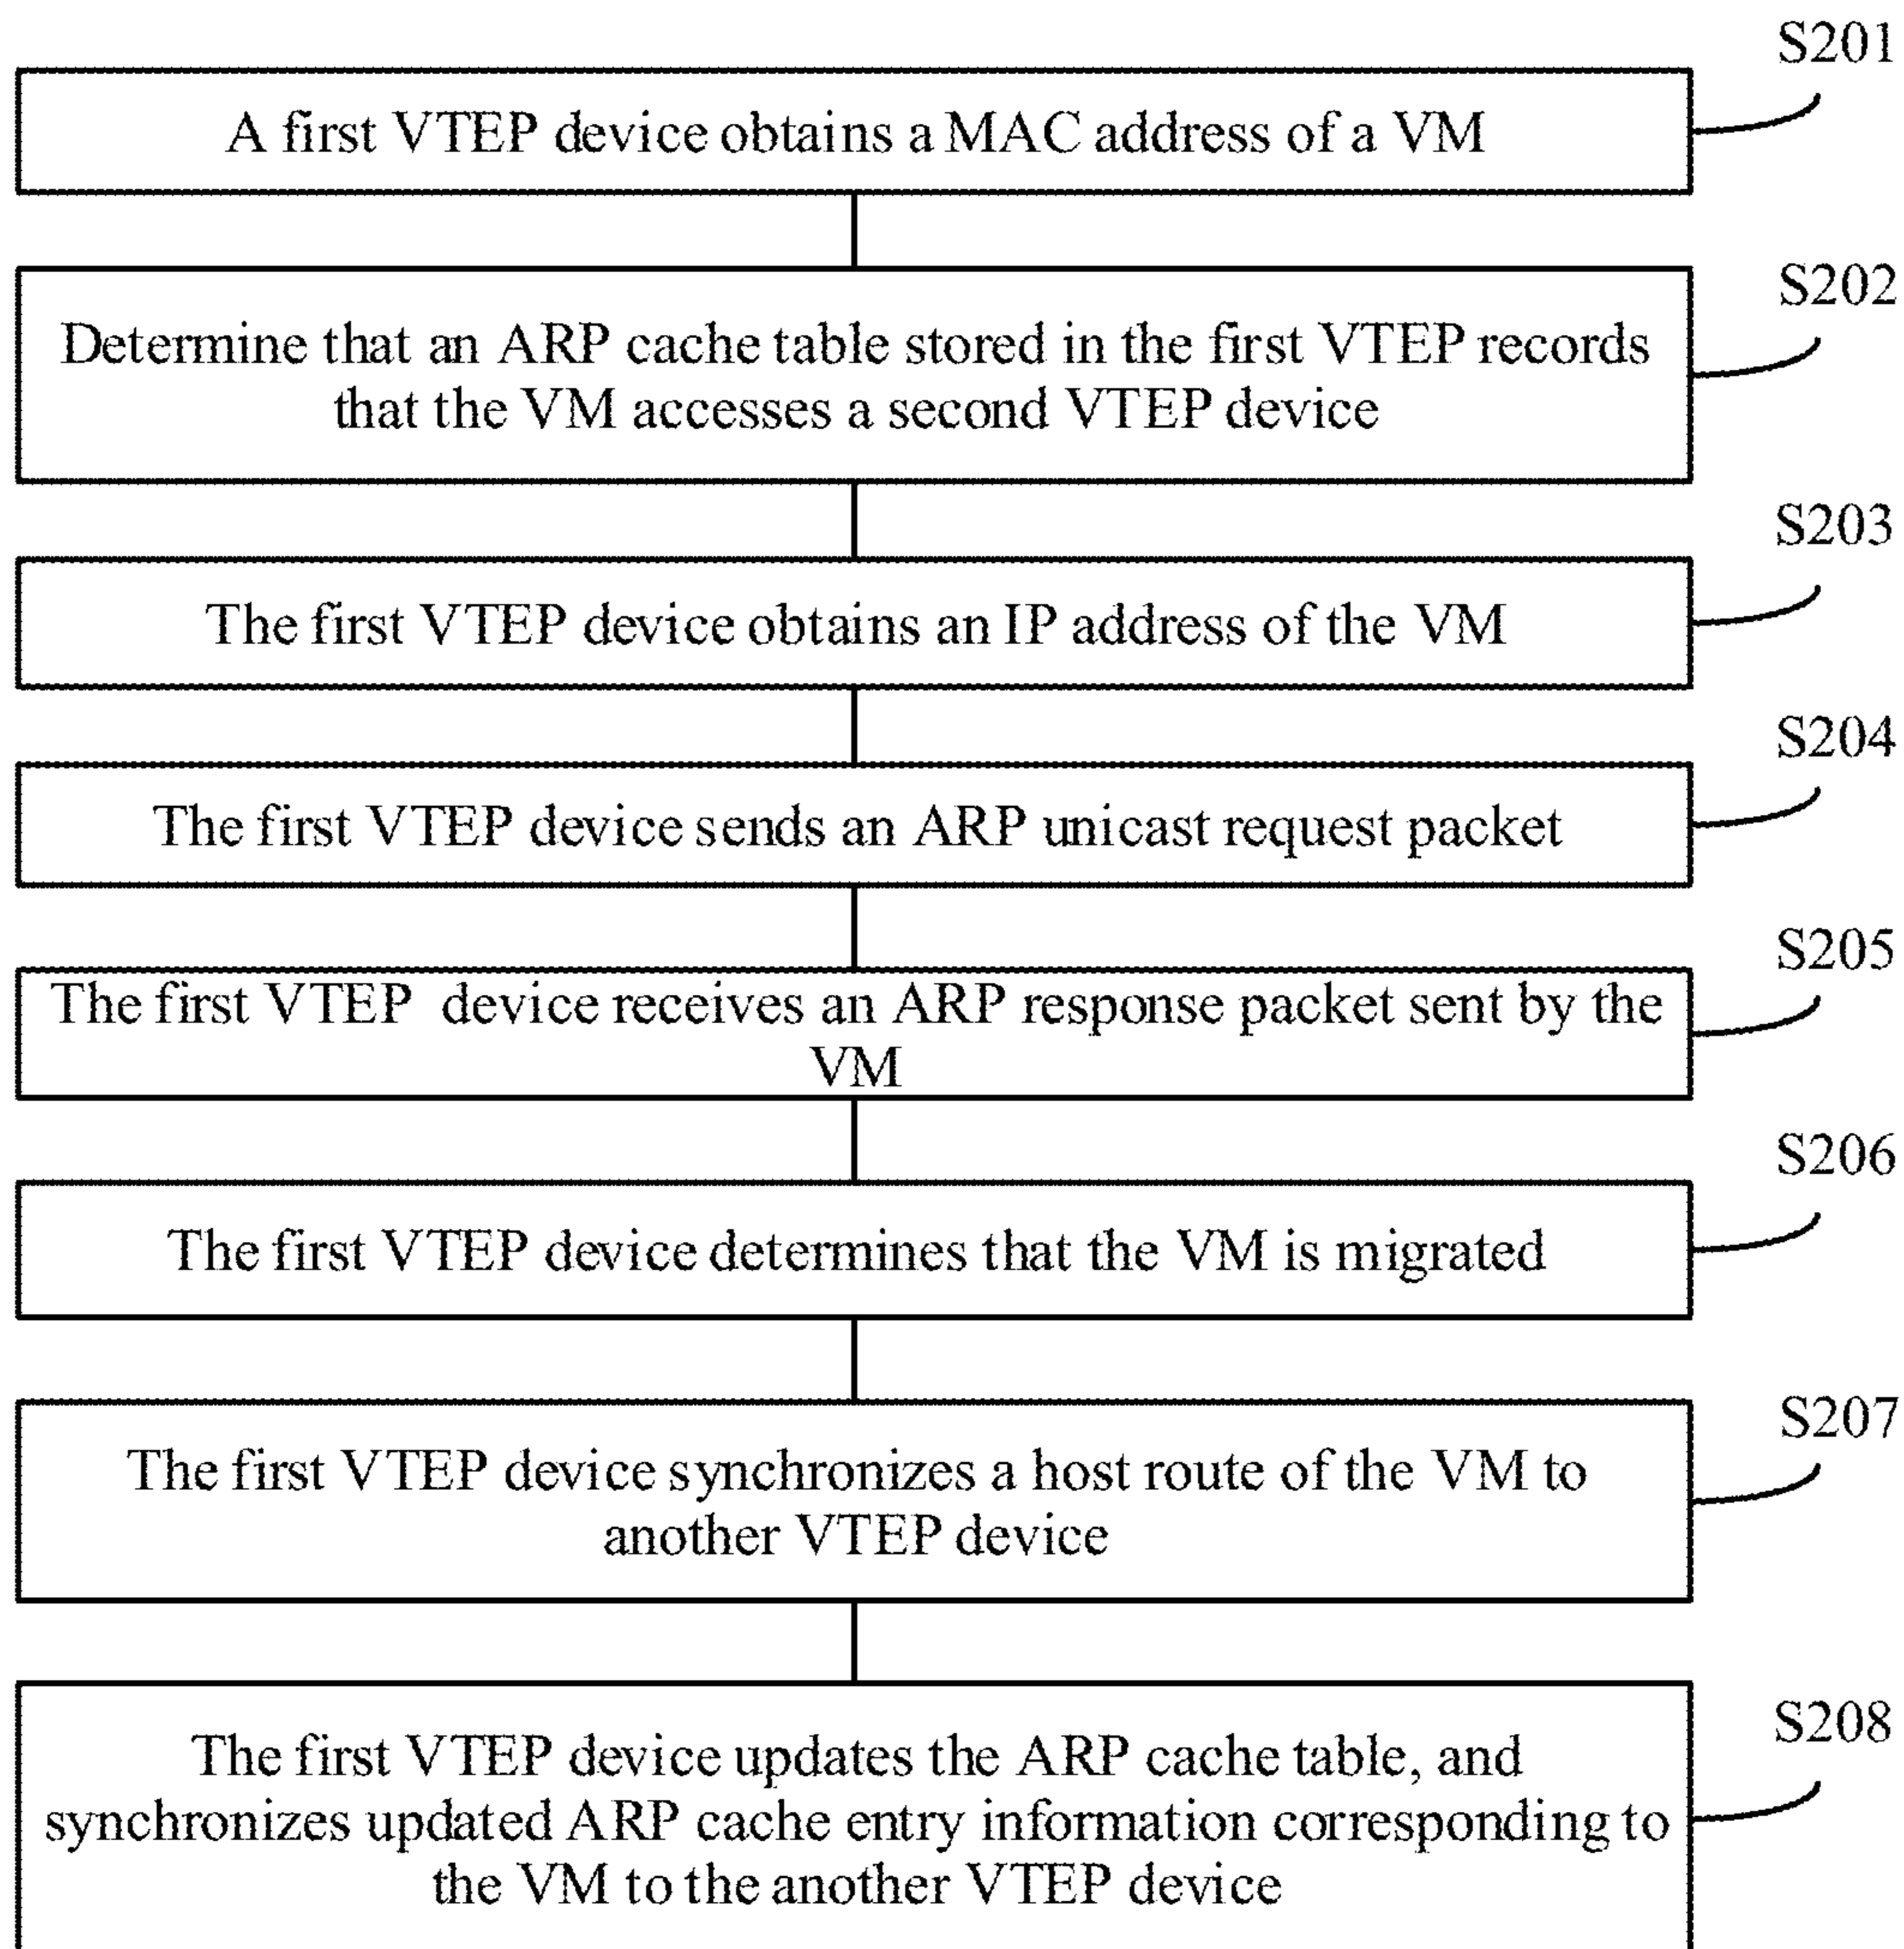 S201
A first VTEP device obtains a MAC address of a VM
S202
Determine that an ARP cache table stored in the first VTEP records
that the VM accesses a second VTEP device
S203
The first VTEP device obtains an IP address of the VM
S204
The first VTEP device sends an ARP unicast request packet
S205
The first VTEP device receives an ARP response packet sent by the
VM
S206
The first VTEP device determines that the VM is migrated
S207
The first VTEP device synchronizes a host route of the VM to
another VTEP device
S208
The first VTEP device updates the ARP cache table, and
synchronizes updated ARP cache entry information corresponding to
the VM to the another VTEP device